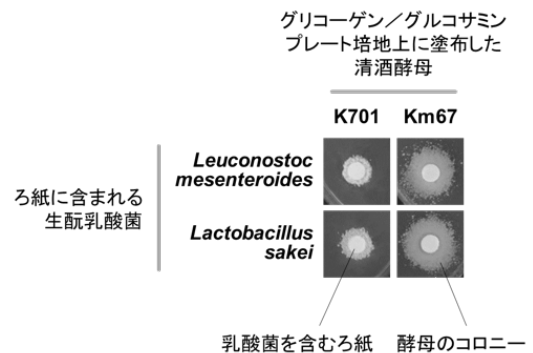 グリコーゲン／グルコサミン
プレート培地上に塗布した
清酒酵母
K701
Km67
ろ紙に含まれる
生酛乳酸菌
Leuconostoc
mesenteroides
Lactobacillus
sakei
乳酸菌を含むろ紙
酵母のコロニー